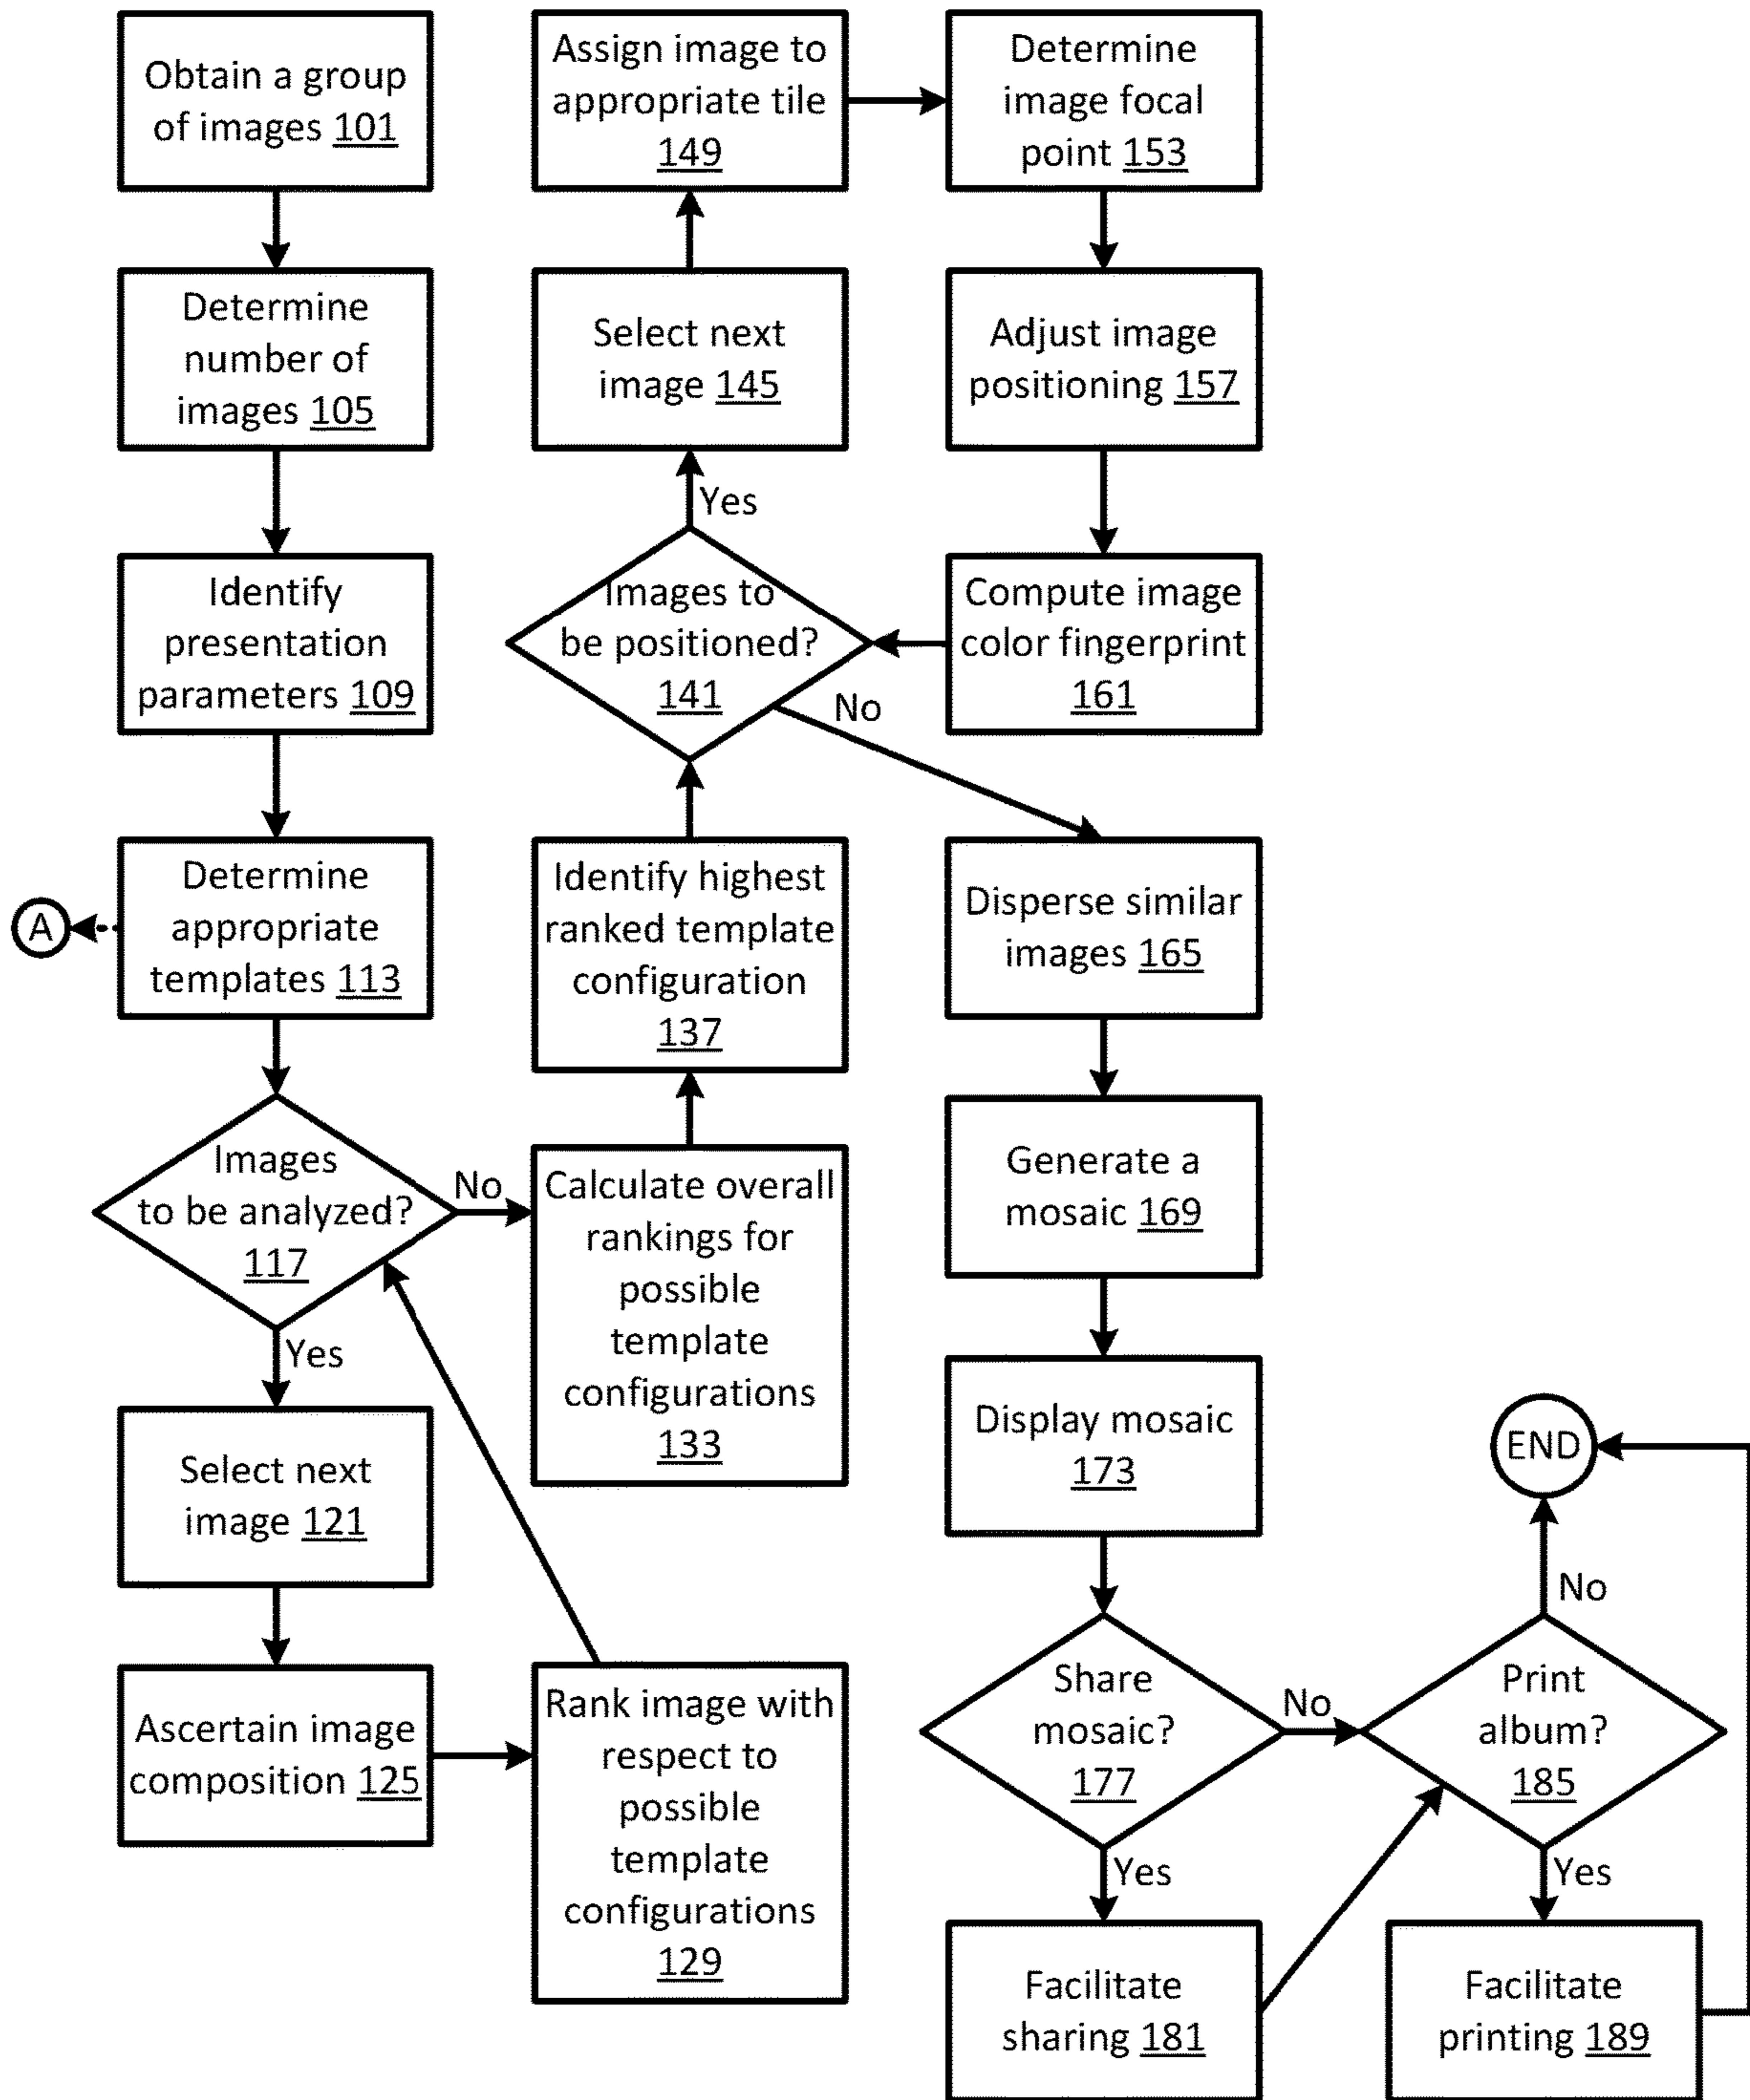 Obtain a group
of images 101
Determine
number of
images 105
Identify
presentation
parameters 109
Determine
appropriate
templates 113
A
Images
to be analyzed?
117
No
Yes
Select next
image 121
Ascertain image
composition 125
Rank image with
respect to
possible
template
configurations
129
Calculate overall
rankings for
possible
template
configurations
133
Identify highest
ranked template
configuration
137
Images to
be positioned?
141
Yes
No
Select next
image 145
Assign image to
appropriate tile
149
Determine
image focal
point 153
Adjust image
positioning 157
Compute image
color fingerprint
161
Disperse similar
images 165
Generate a
mosaic 169
Display mosaic
173
Share
mosaic?
177
No
Yes
Facilitate
sharing 181
Print
album?
185
No
Yes
Facilitate
printing 189
END